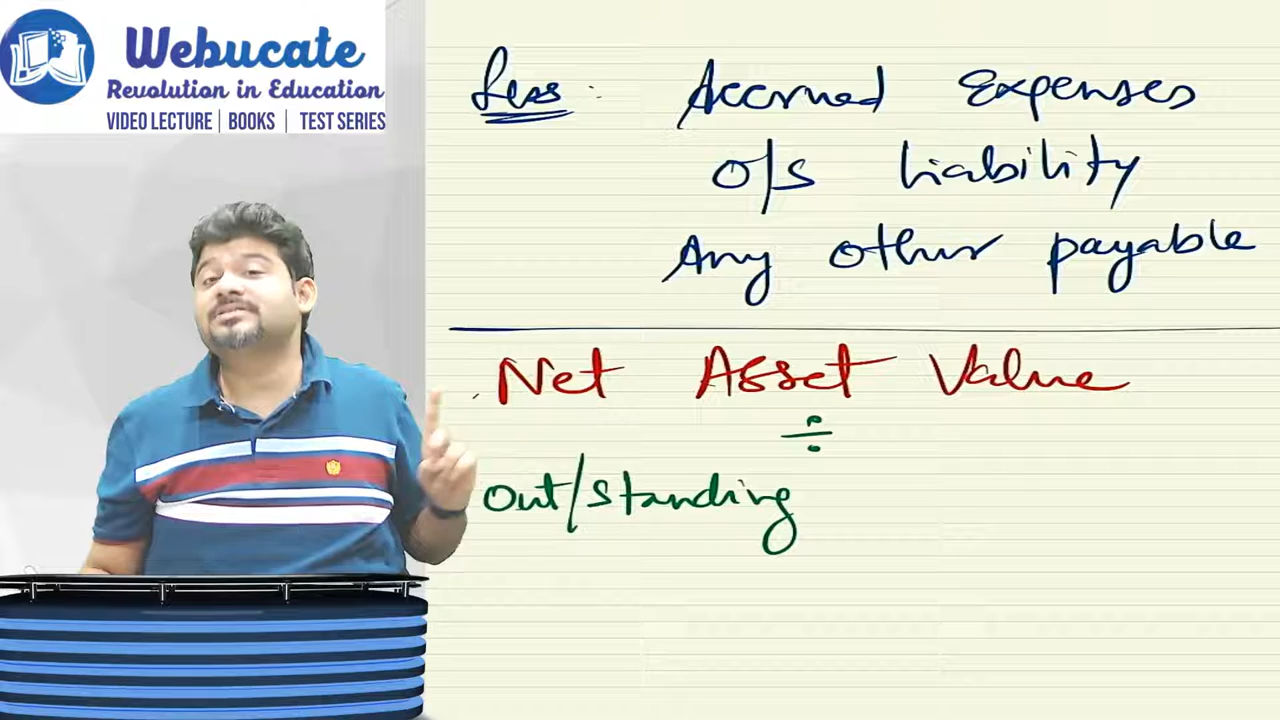 Webucate
Revolution in Education
VIDEO LECTURE | BOOKS | TEST SERIES
Less: Accrued Expenses
O/s Liability
Any other payable
Net Asset Value
÷
Out/standing